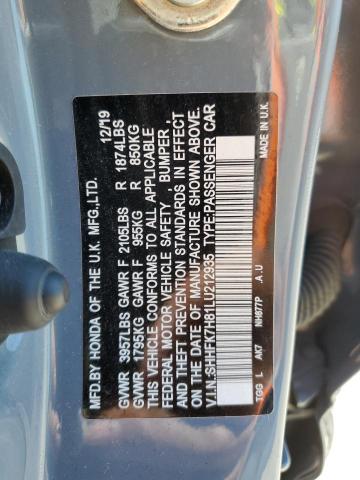 MFD.BY HONDA OF THE U.K. MFG.,LTD. 12/19
GVWR 3957LBS GAWR F 2105LBS R 1874LBS
GVWR 1795KG GAWR F 955KG R 850KG
THIS VEHICLE CONFORMS TO ALL APPLICABLE
FEDERAL MOTOR VEHICLE SAFETY , BUMPER ,
AND THEFT PREVENTION STANDARDS IN EFFECT
ON THE DATE OF MANUFACTURE SHOWN ABOVE.
V.I.N.:SHHFK7H81LU212935 TYPE:PASSENGER CAR
TGG L AK7 NH877P .A.U MADE IN U.K.